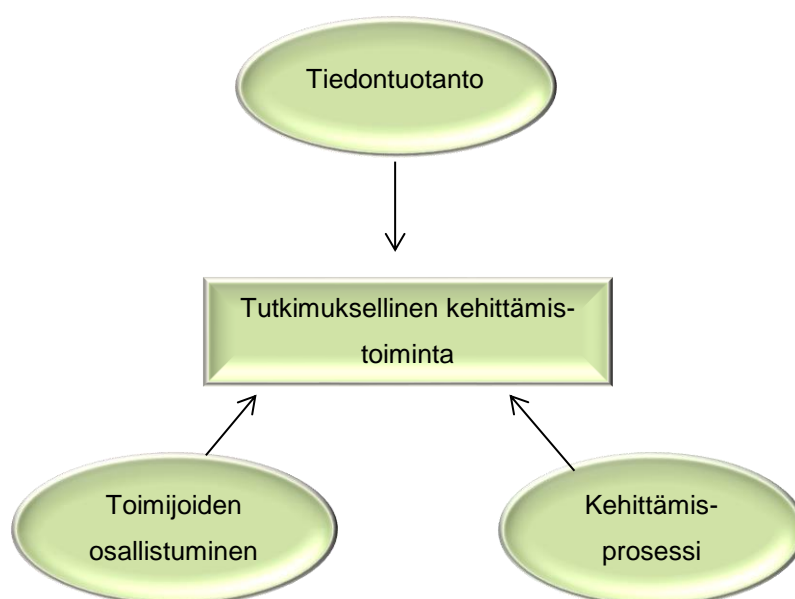 Tiedontuotanto
Tutkimuksellinen kehittämis-
toiminta
Toimijoiden
osallistuminen
Kehittämis-
prosessi